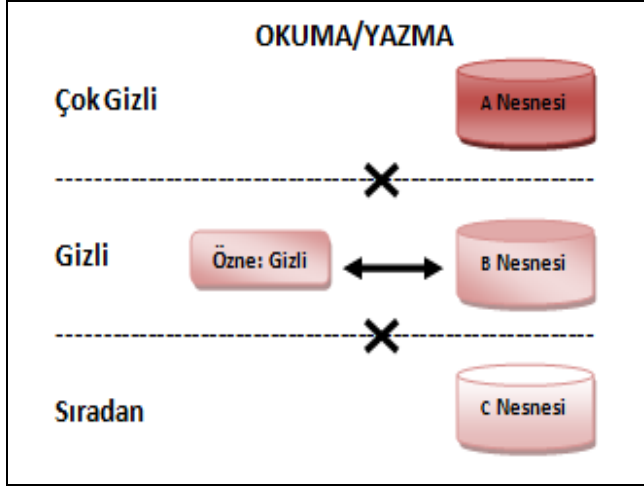 OKUMA/YAZMA
Çok Gizli
A Nesnesi
Gizli
Özne: Gizli
B Nesnesi
Sıradan
C Nesnesi